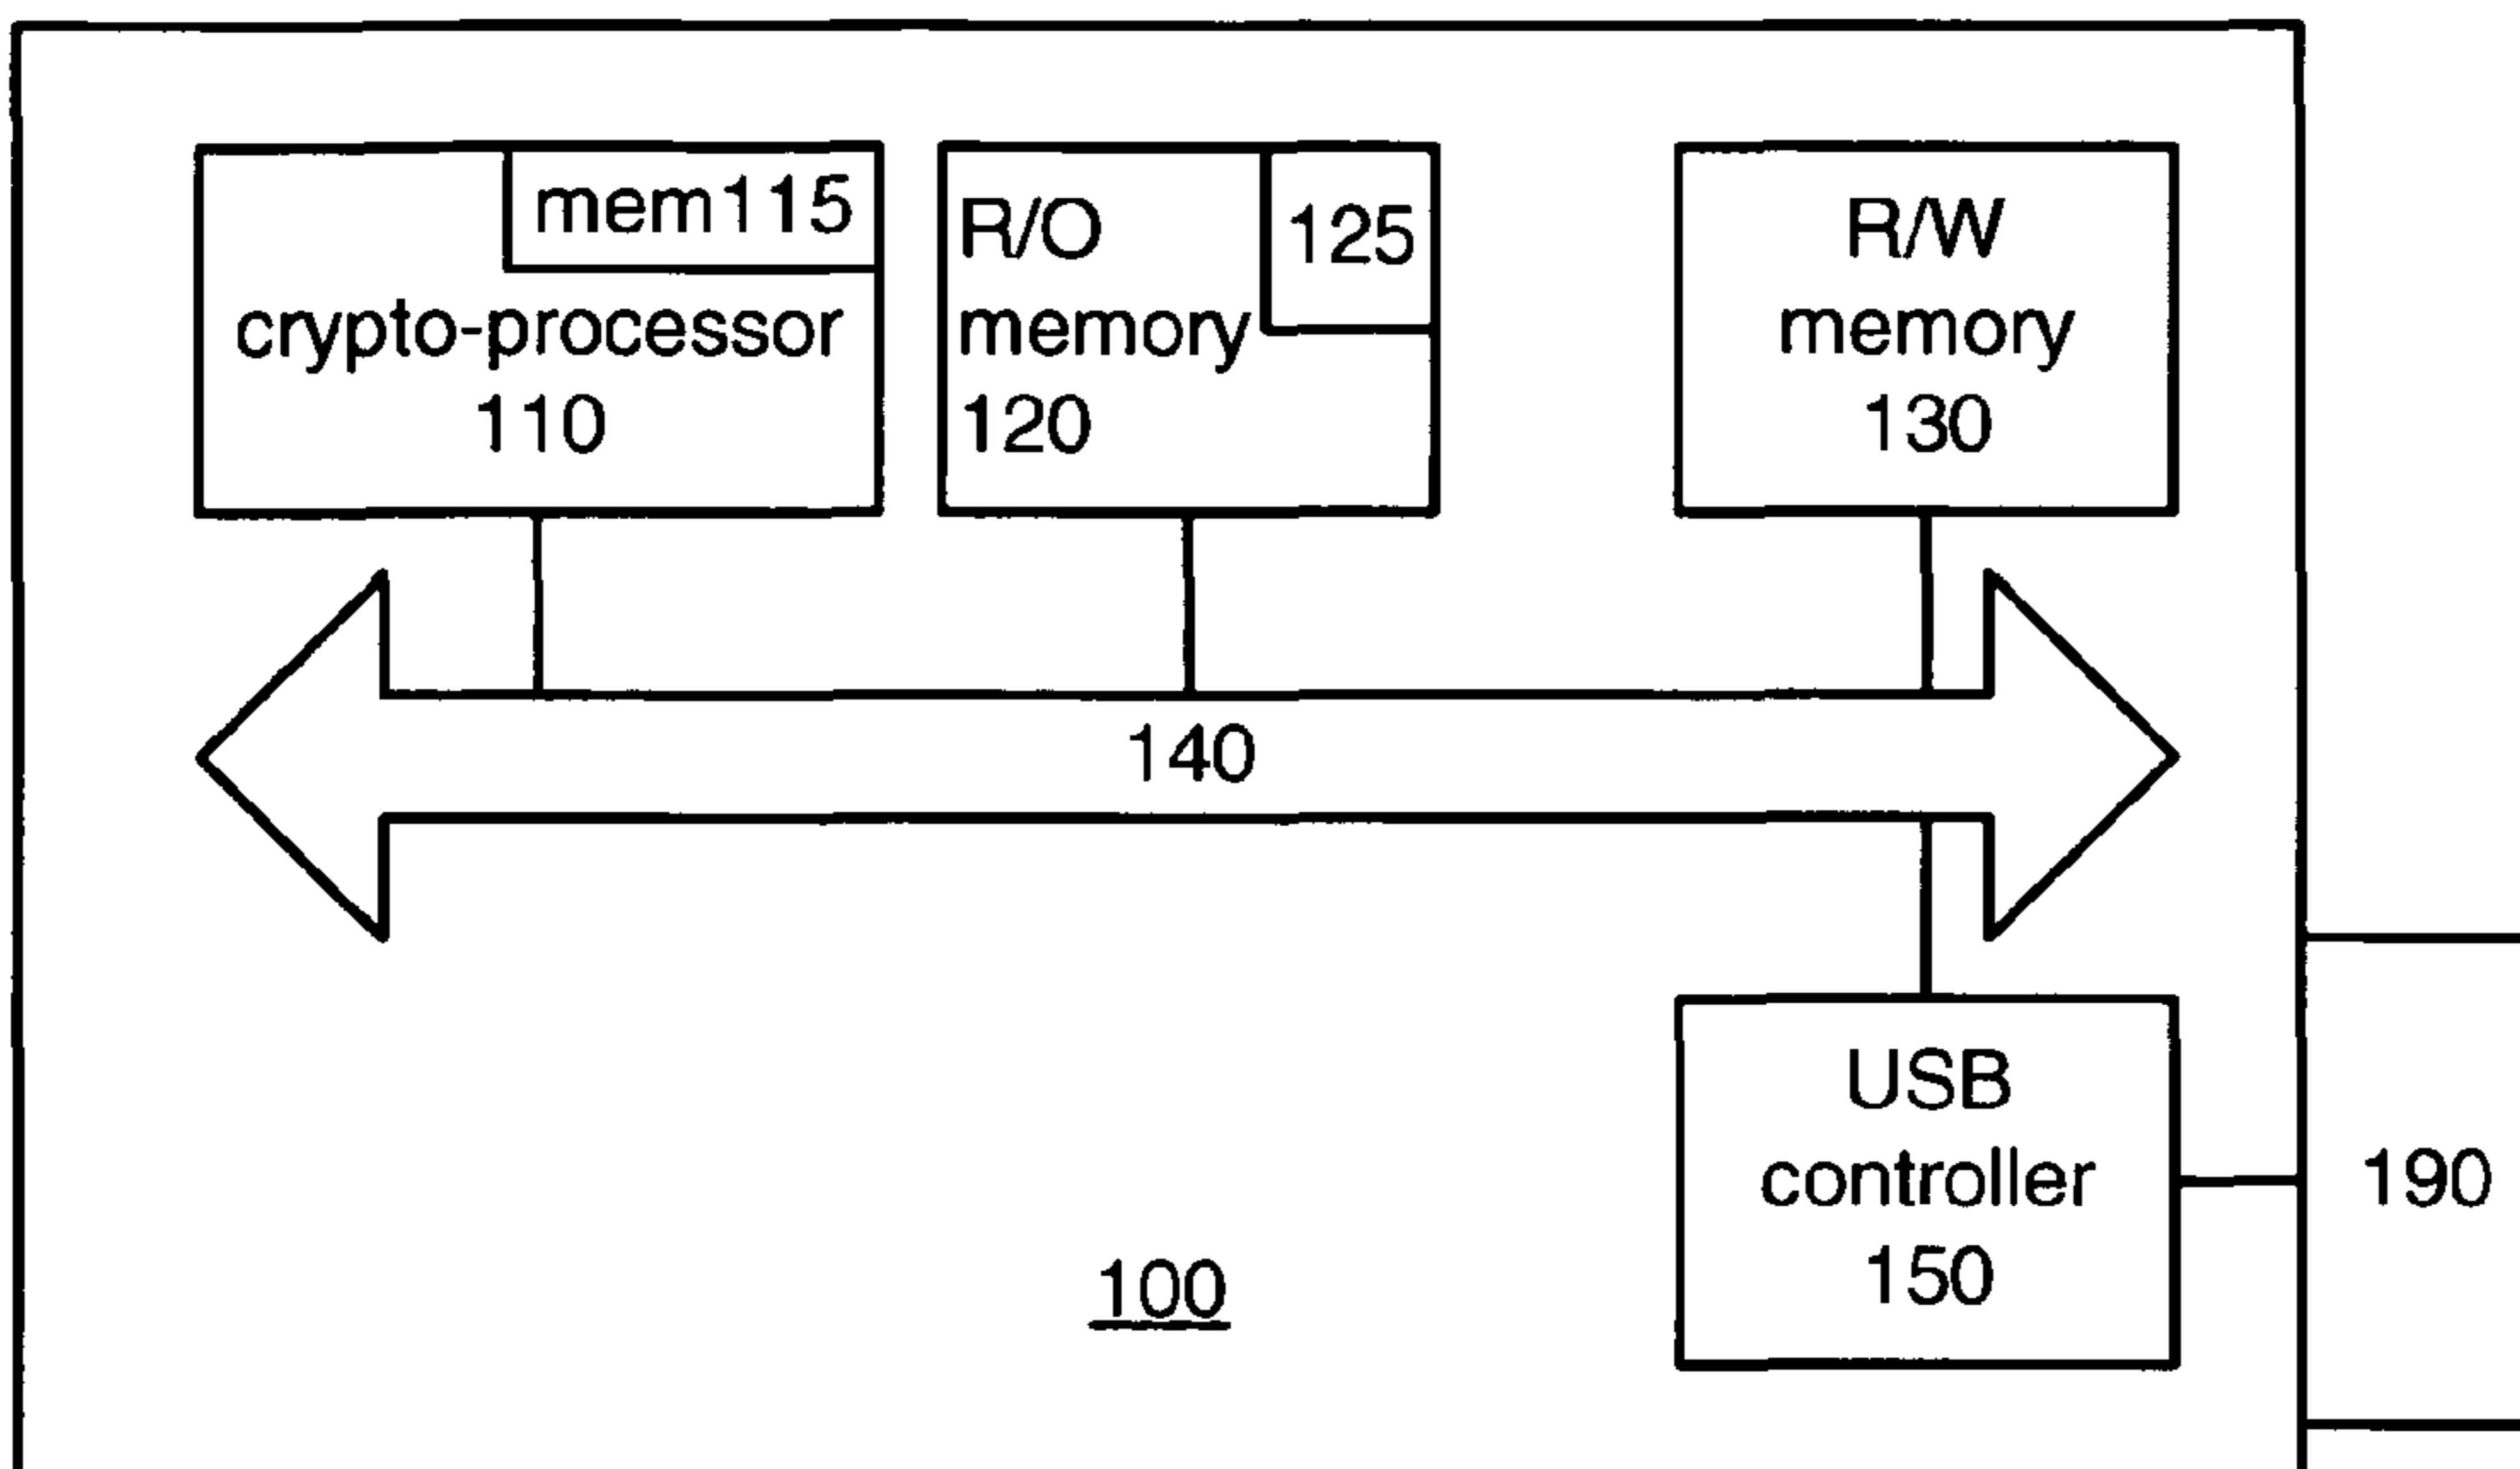 mem115
crypto-processor
110
R/O
memory
120
125
R/W
memory
130
140
USB
controller
150
190
100